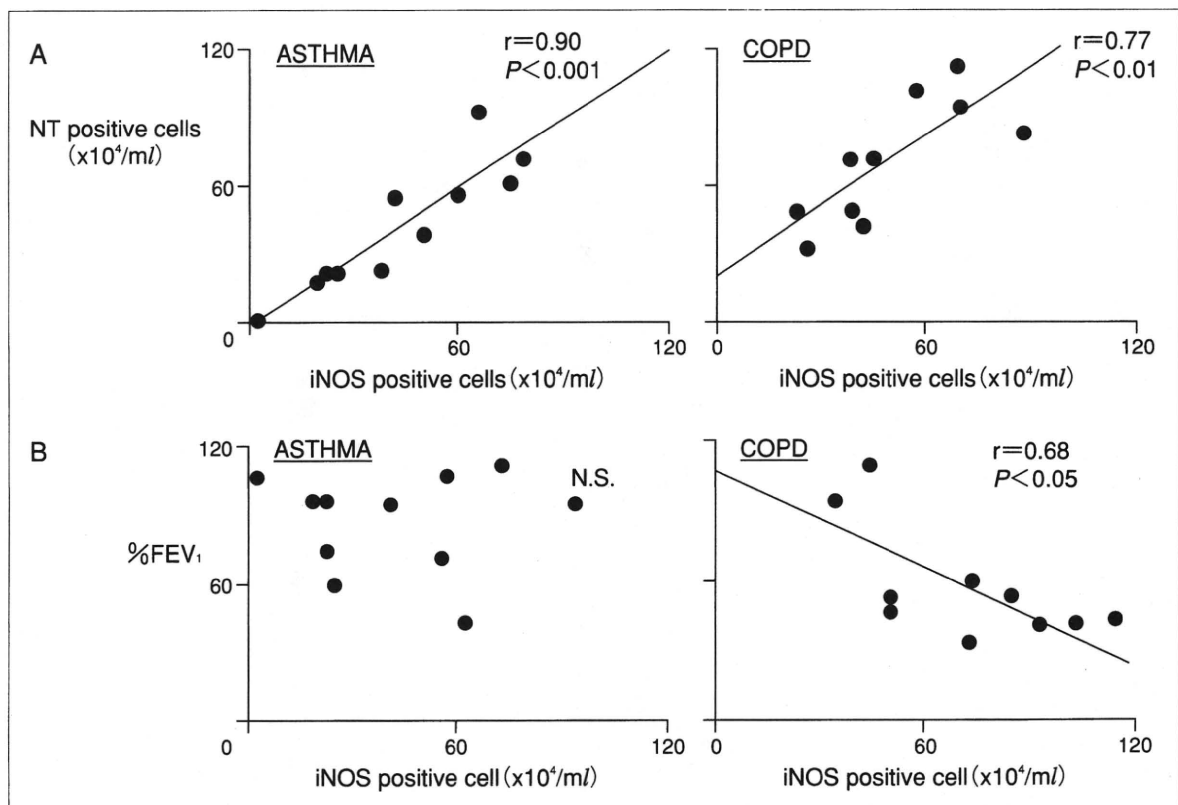 A
ASTHMA
r=0.90
P<0.001
NT positive cells
(x10⁴/ml)
120
60
0
60
120
iNOS positive cells (x10⁴/ml)
COPD
r=0.77
P<0.01
0
60
120
iNOS positive cells (x10⁴/ml)
B
ASTHMA
N.S.
%FEV₁
120
60
0
60
120
iNOS positive cell (x10⁴/ml)
COPD
r=0.68
P<0.05
0
60
120
iNOS positive cell (x10⁴/ml)